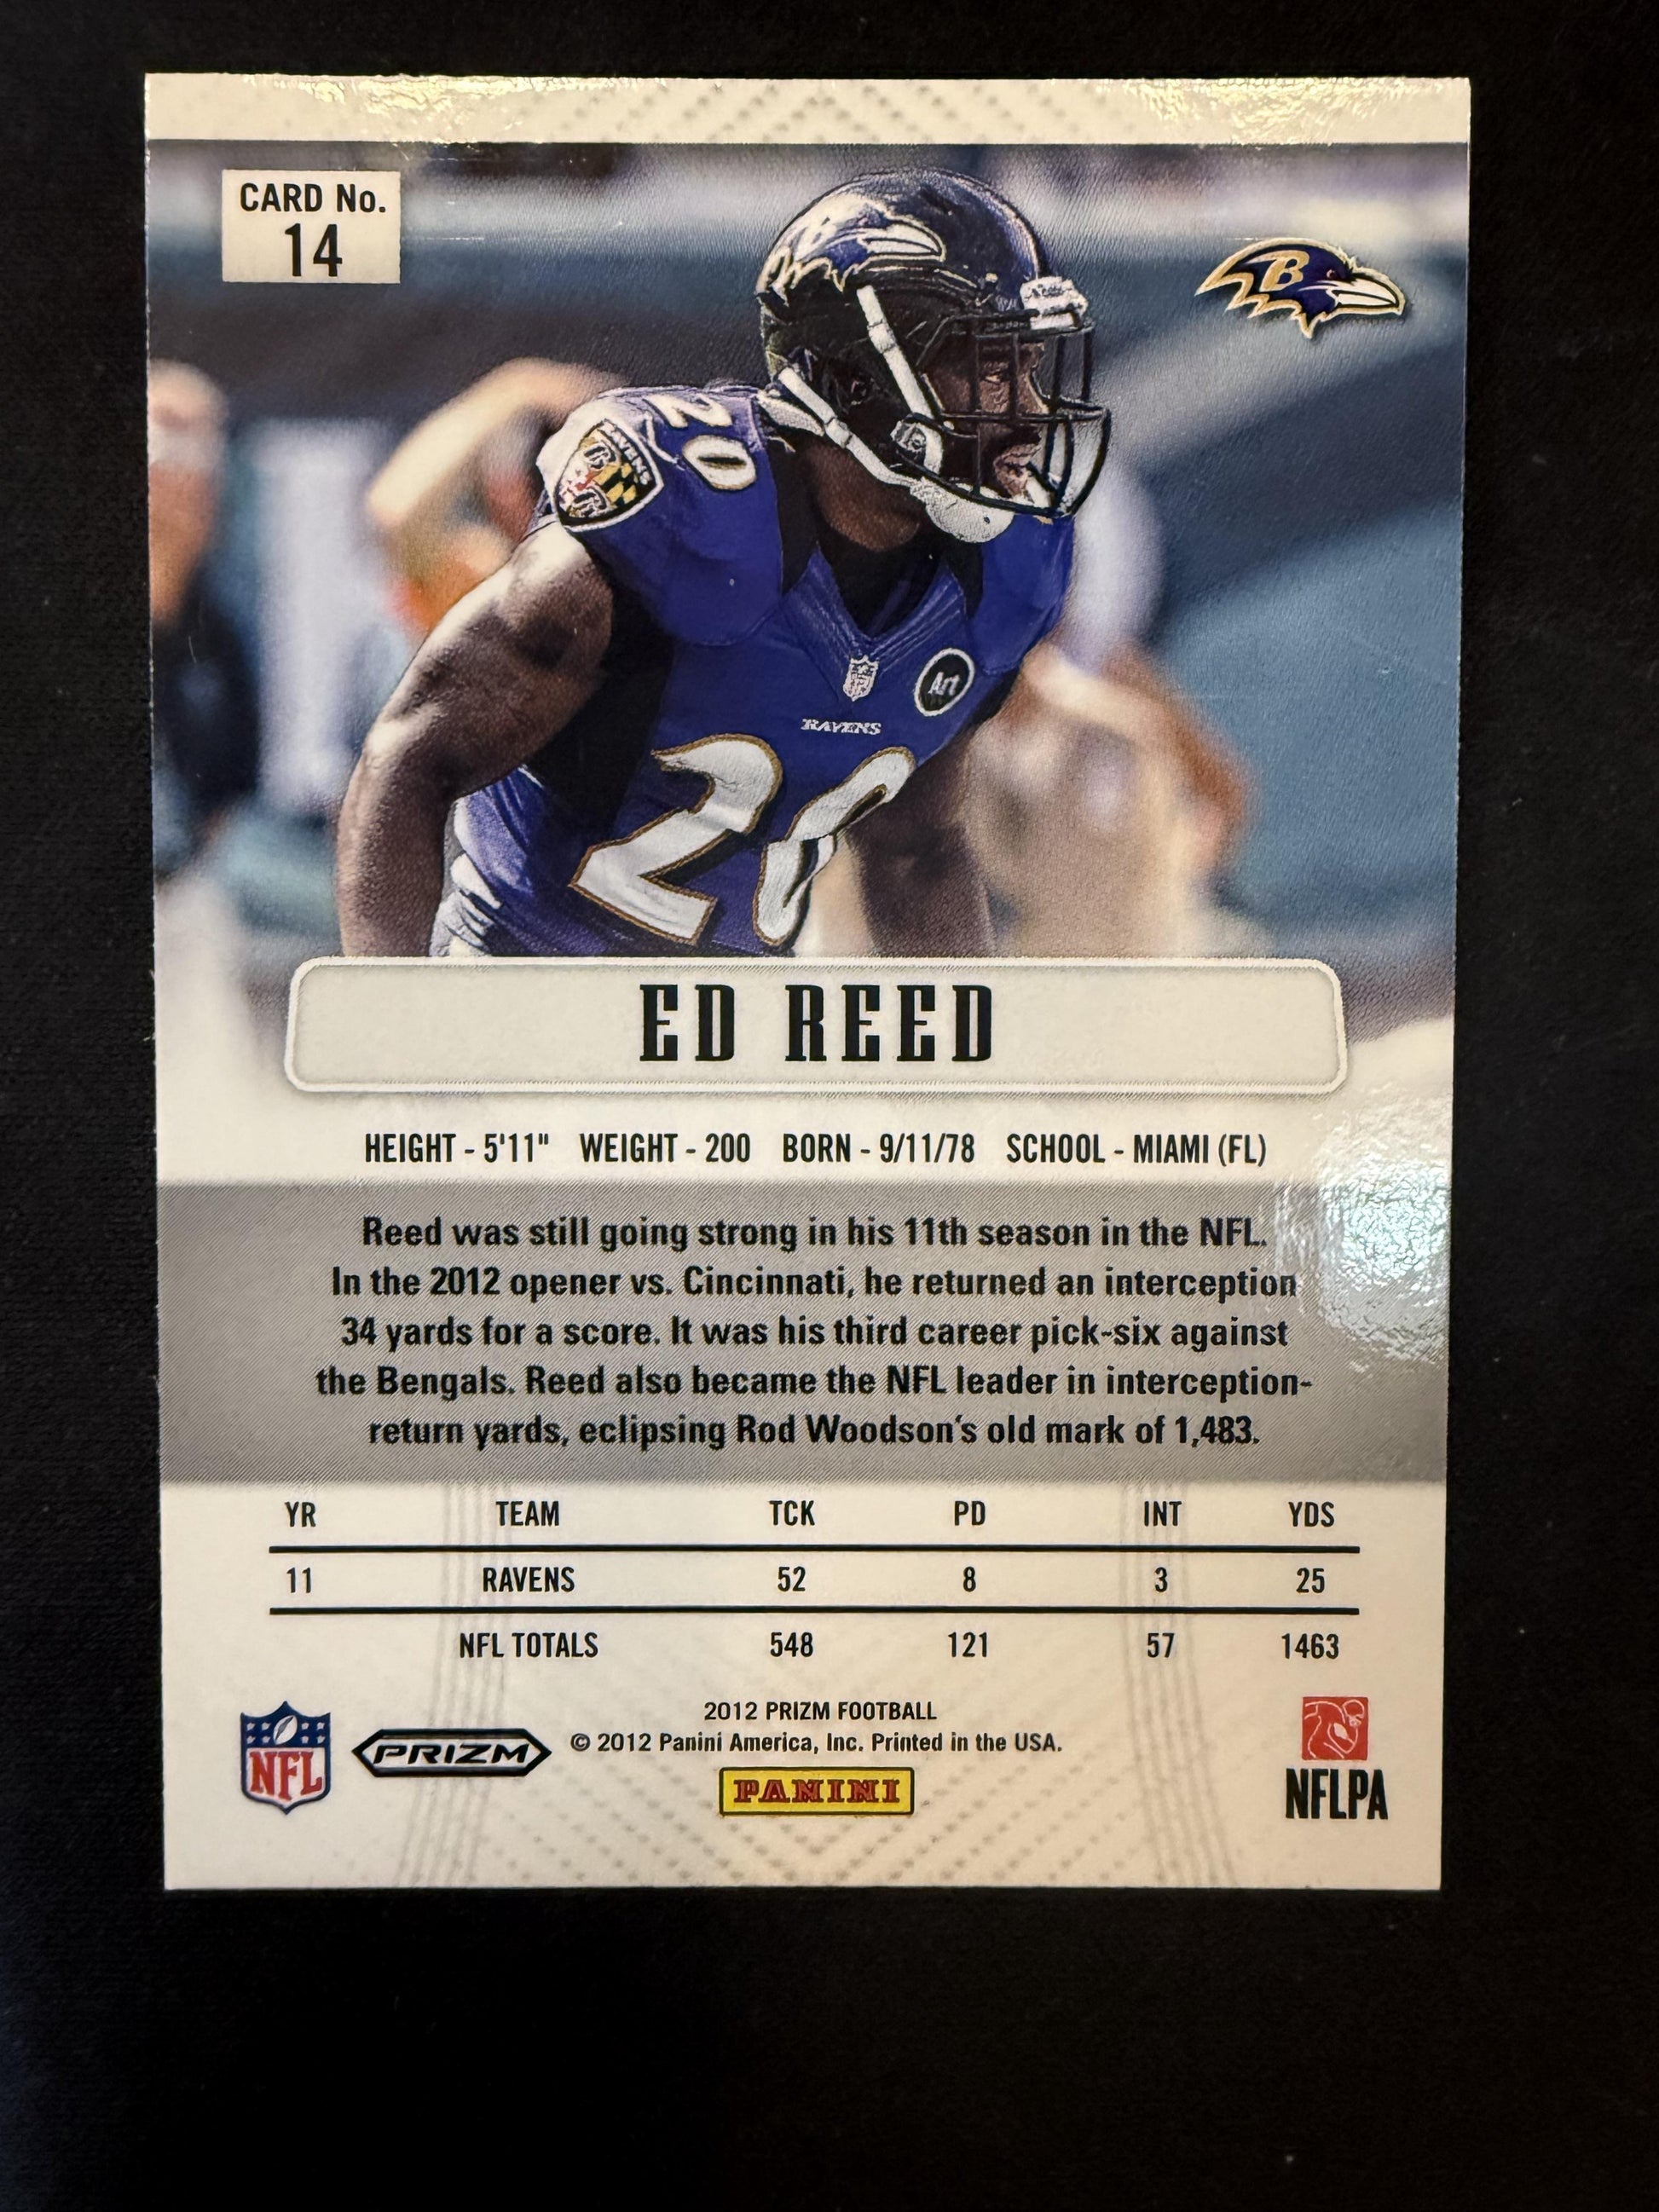 CARD No.
14
B
20
RAVENS
Art
RAVENS
20
ED REED
HEIGHT - 5'11" WEIGHT - 200 BORN - 9/11/78 SCHOOL - MIAMI (FL)
Reed was still going strong in his 11th season in the NFL.
In the 2012 opener vs. Cincinnati, he returned an interception
34 yards for a score. It was his third career pick-six against
the Bengals. Reed also became the NFL leader in interception-
return yards, eclipsing Rod Woodson's old mark of 1,483.
YR TEAM TCK PD INT YDS
11 RAVENS 52 8 3 25
NFL TOTALS 548 121 57 1463
2012 PRIZM FOOTBALL
© 2012 Panini America, Inc. Printed in the USA.
NFL
PRIZM
PANINI
NFLPA